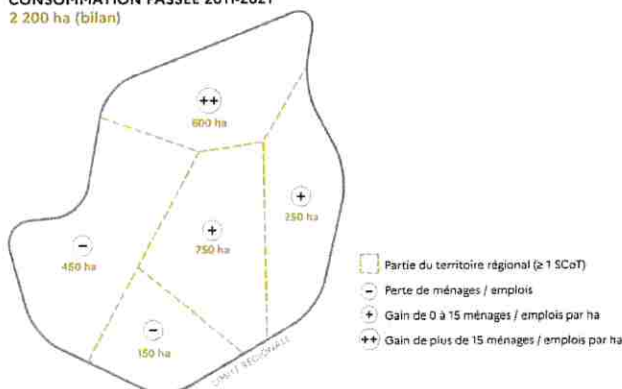 CONSOMMATION PASSÉE 2011-2021
2 200 ha (bilan)
++
600 ha
+
250 ha
+
750 ha
−
450 ha
−
150 ha
LIMITE RÉGIONALE
Partie du territoire régional (≥ 1 SCoT)
− Perte de ménages / emplois
+ Gain de 0 à 15 ménages / emplois par ha
++ Gain de plus de 15 ménages / emplois par ha